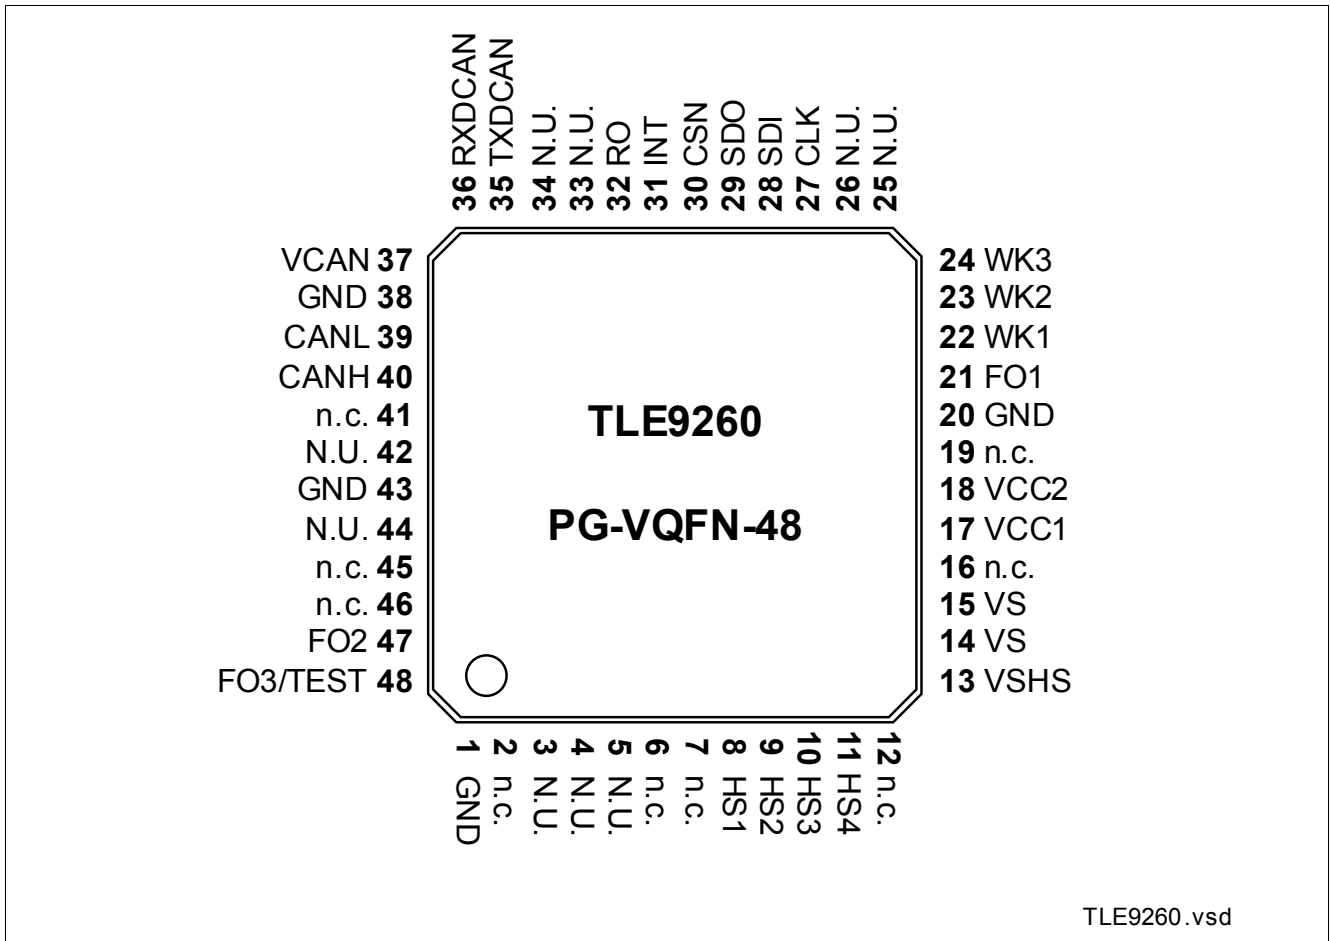 36 RXDCAN
35 TXDCAN
34 N.U.
33 N.U.
32 RO
31 INT
30 CSN
29 SDO
28 SDI
27 CLK
26 N.U.
25 N.U.
VCAN 37
GND 38
CANL 39
CANH 40
n.c. 41
N.U. 42
GND 43
N.U. 44
n.c. 45
n.c. 46
FO2 47
FO3/TEST 48
TLE9260
PG-VQFN-48
24 WK3
23 WK2
22 WK1
21 FO1
20 GND
19 n.c.
18 VCC2
17 VCC1
16 n.c.
15 VS
14 VS
13 VSHS
1 GND
2 n.c.
3 N.U.
4 N.U.
5 N.U.
6 n.c.
7 n.c.
8 HS1
9 HS2
10 HS3
11 HS4
12 n.c.
TLE9260.vsd